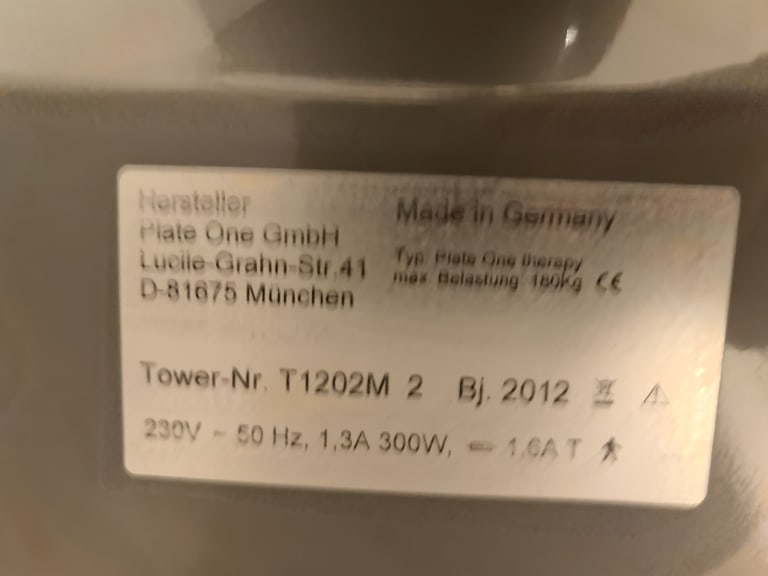 Hersteller
Plate One GmbH
Lucile-Grahn-Str.41
D-81675 München
Made in Germany
Typ: Plate One therapy
max. Belastung: 180Kg CE
Tower-Nr. T1202M 2 Bj. 2012
230V ~ 50 Hz, 1,3A 300W, 1,6A T